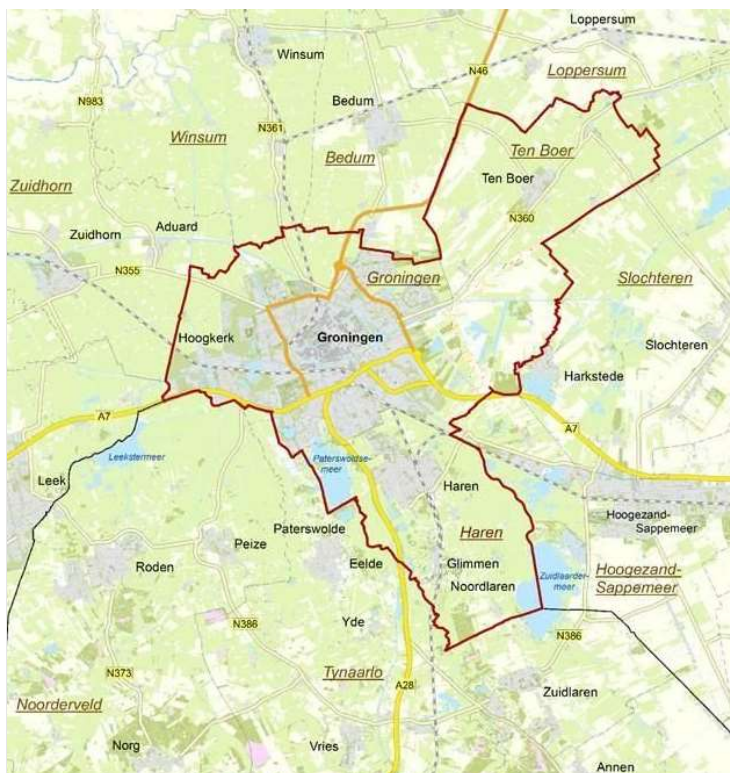 Loppersum
Winsum
N46
Loppersum
Bedum
N983
N361
Winsum
Bedum
Ten Boer
Zuidhorn
Ten Boer
Aduard
Zuidhorn
N360
N355
Groningen
Slochteren
Hoogkerk
Groningen
Slochteren
Harkstede
A7
A7
Leekstermeer
Paterswoldse-
meer
Leek
Haren
Hoogezand-
Sappemeer
Paterswolde
Haren
Peize
Roden
Eelde
Glimmen
Zuidlaarder-
meer
Hoogezand-
Sappemeer
Noordlaren
N386
Yde
N386
N373
Tynaarlo
A28
Zuidlaren
Noorderveld
Norg
Vries
Annen